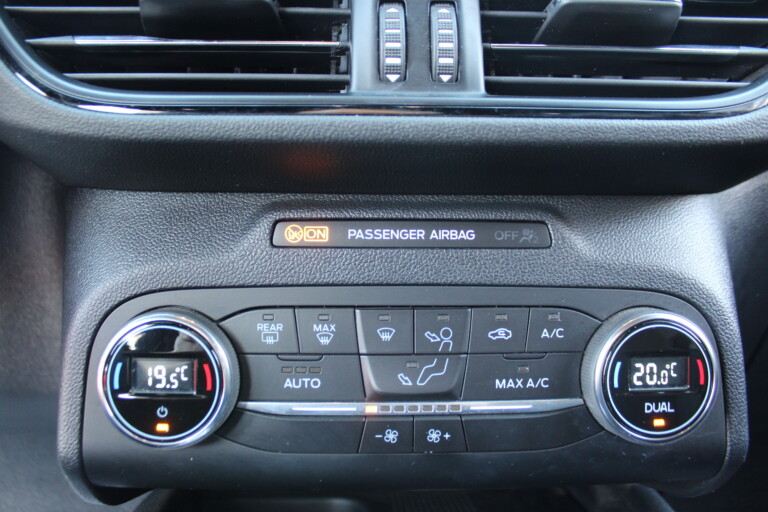 ON PASSENGER AIRBAG OFF
REAR MAX A/C
19.5°C AUTO MAX A/C 20.0°C
DUAL